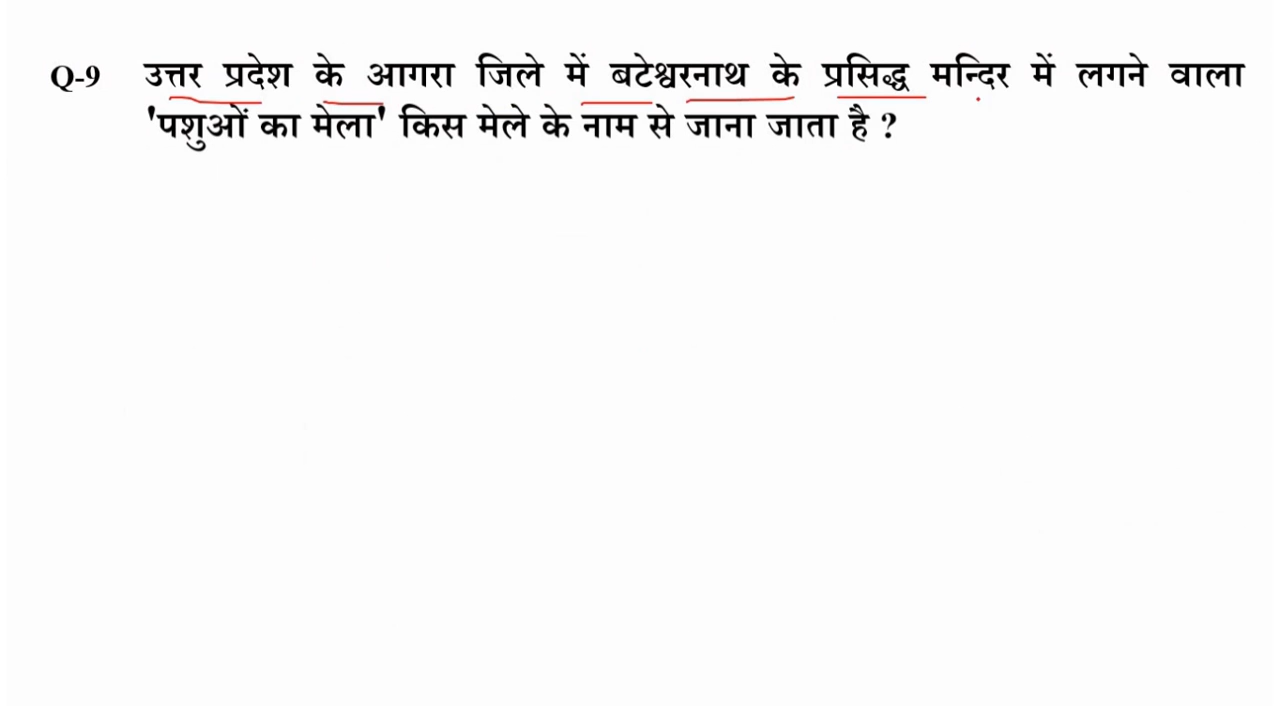 Q-9 उत्तर प्रदेश के आगरा जिले में बटेश्वरनाथ के प्रसिद्ध मन्दिर में लगने वाला
'पशुओं का मेला' किस मेले के नाम से जाना जाता है ?